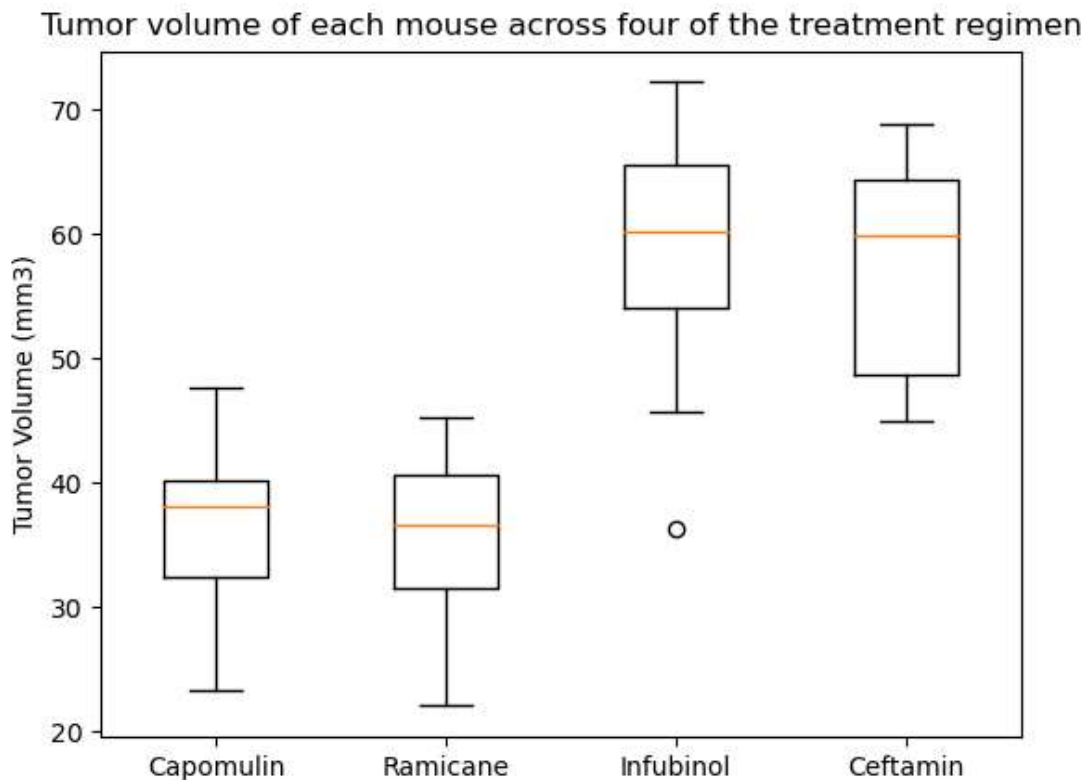 Tumor volume of each mouse across four of the treatment regimen
Tumor Volume (mm3)
70
60
50
40
30
20
Capomulin
Ramicane
Infubinol
Ceftamin